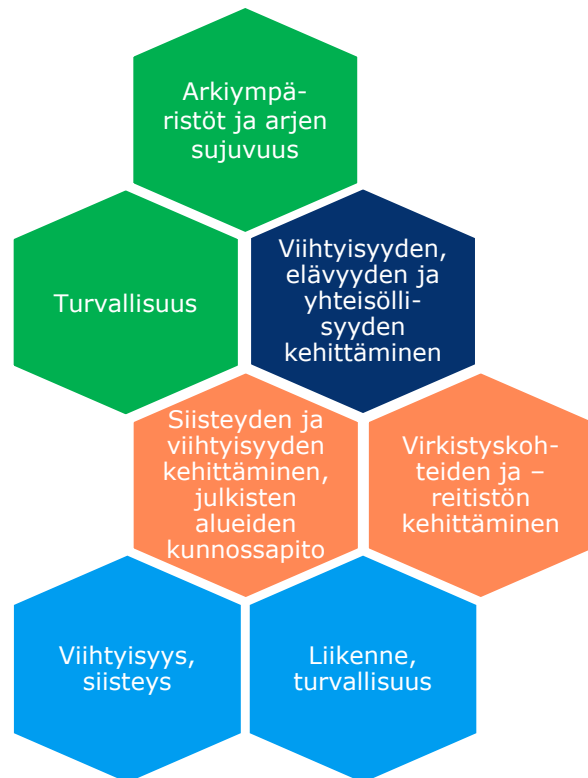 Arkiympä-
ristöt ja arjen
sujuvuus
Turvallisuus
Viihtyisyyden,
elävyyden ja
yhteisölli-
syyden
kehittäminen
Siisteyden ja
viihtyisyyden
kehittäminen,
julkisten
alueiden
kunnossapito
Virkistyskoh-
teiden ja –
reitistön
kehittäminen
Viihtyisyys,
siisteys
Liikenne,
turvallisuus